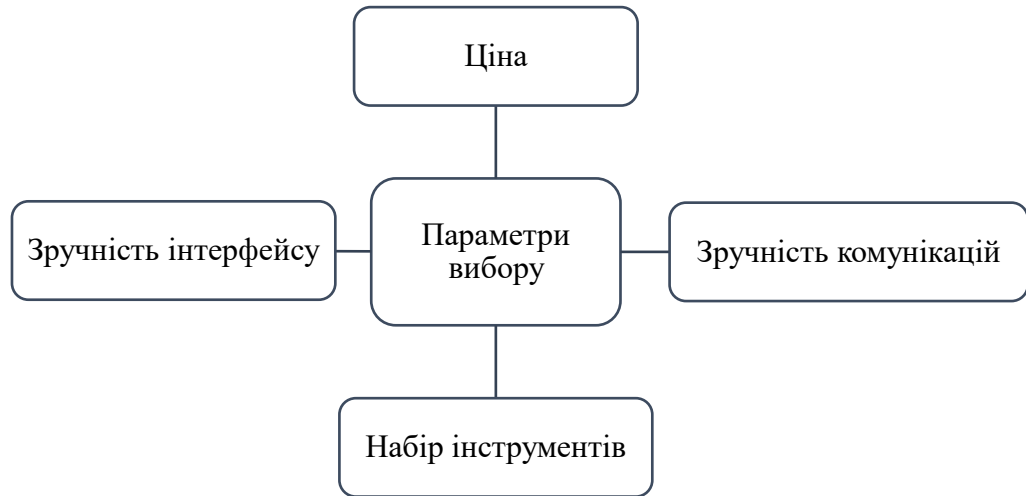 Ціна
Зручність інтерфейсу
Параметри
вибору
Зручність комунікацій
Набір інструментів